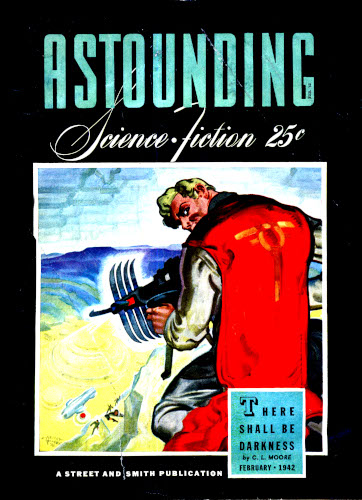 ASTOUNDING
Science·fiction 25c
THERE
SHALL BE
DARKNESS
by C. L. MOORE
FEBRUARY · 1942
A STREET AND SMITH PUBLICATION